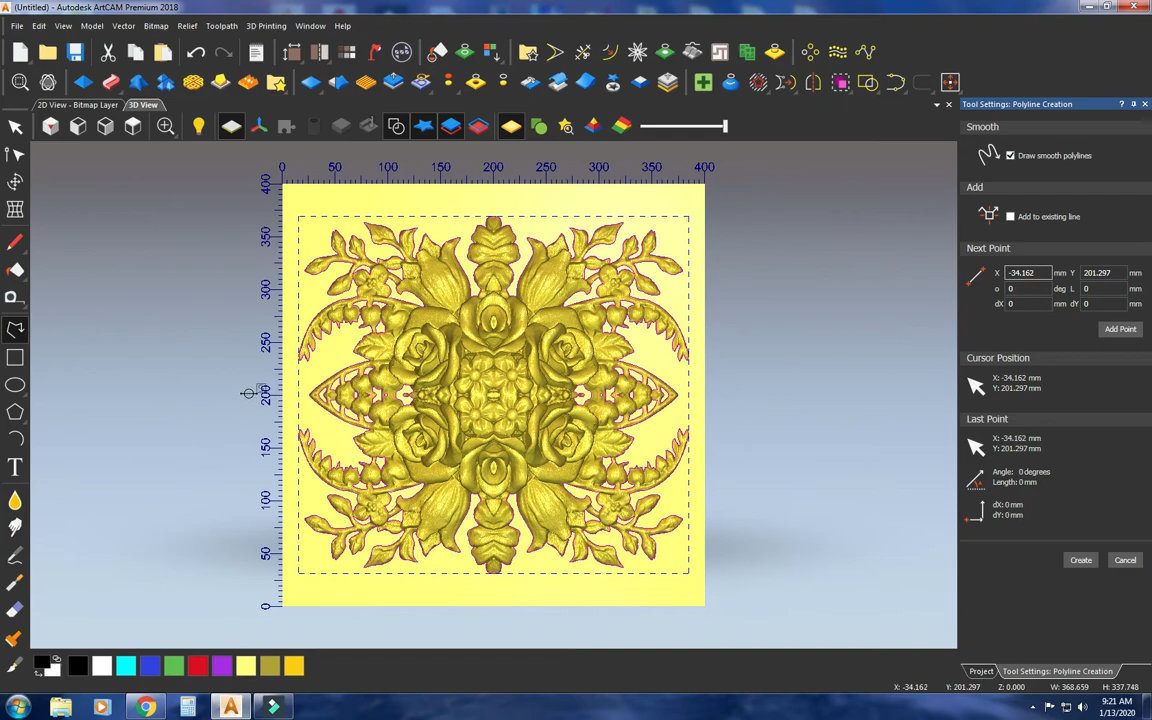 (Untitled) - Autodesk ArtCAM Premium 2018
File Edit View Model Vector Bitmap Relief Toolpath 3D Printing Window Help
2D View - Bitmap Layer 3D View
Tool Settings: Polyline Creation
Smooth
Draw smooth polylines
Add
Add to existing line
Next Point
X -34.162 mm Y 201.297 mm
o 0 deg L 0 mm
dX 0 mm dY 0 mm
Add Point
Cursor Position
X: -34.162 mm
Y: 201.297 mm
Last Point
X: -34.162 mm
Y: 201.297 mm
Angle: 0 degrees
Length: 0 mm
dX: 0 mm
dY: 0 mm
Create Cancel
0 50 100 150 200 250 300 350 400
400
350
300
250
200
150
100
50
0
T
Project Tool Settings: Polyline Creation
X: -34.162 Y: 201.297 Z: 0.000 W: 368.659 H: 337.748
9:21 AM
1/13/2020